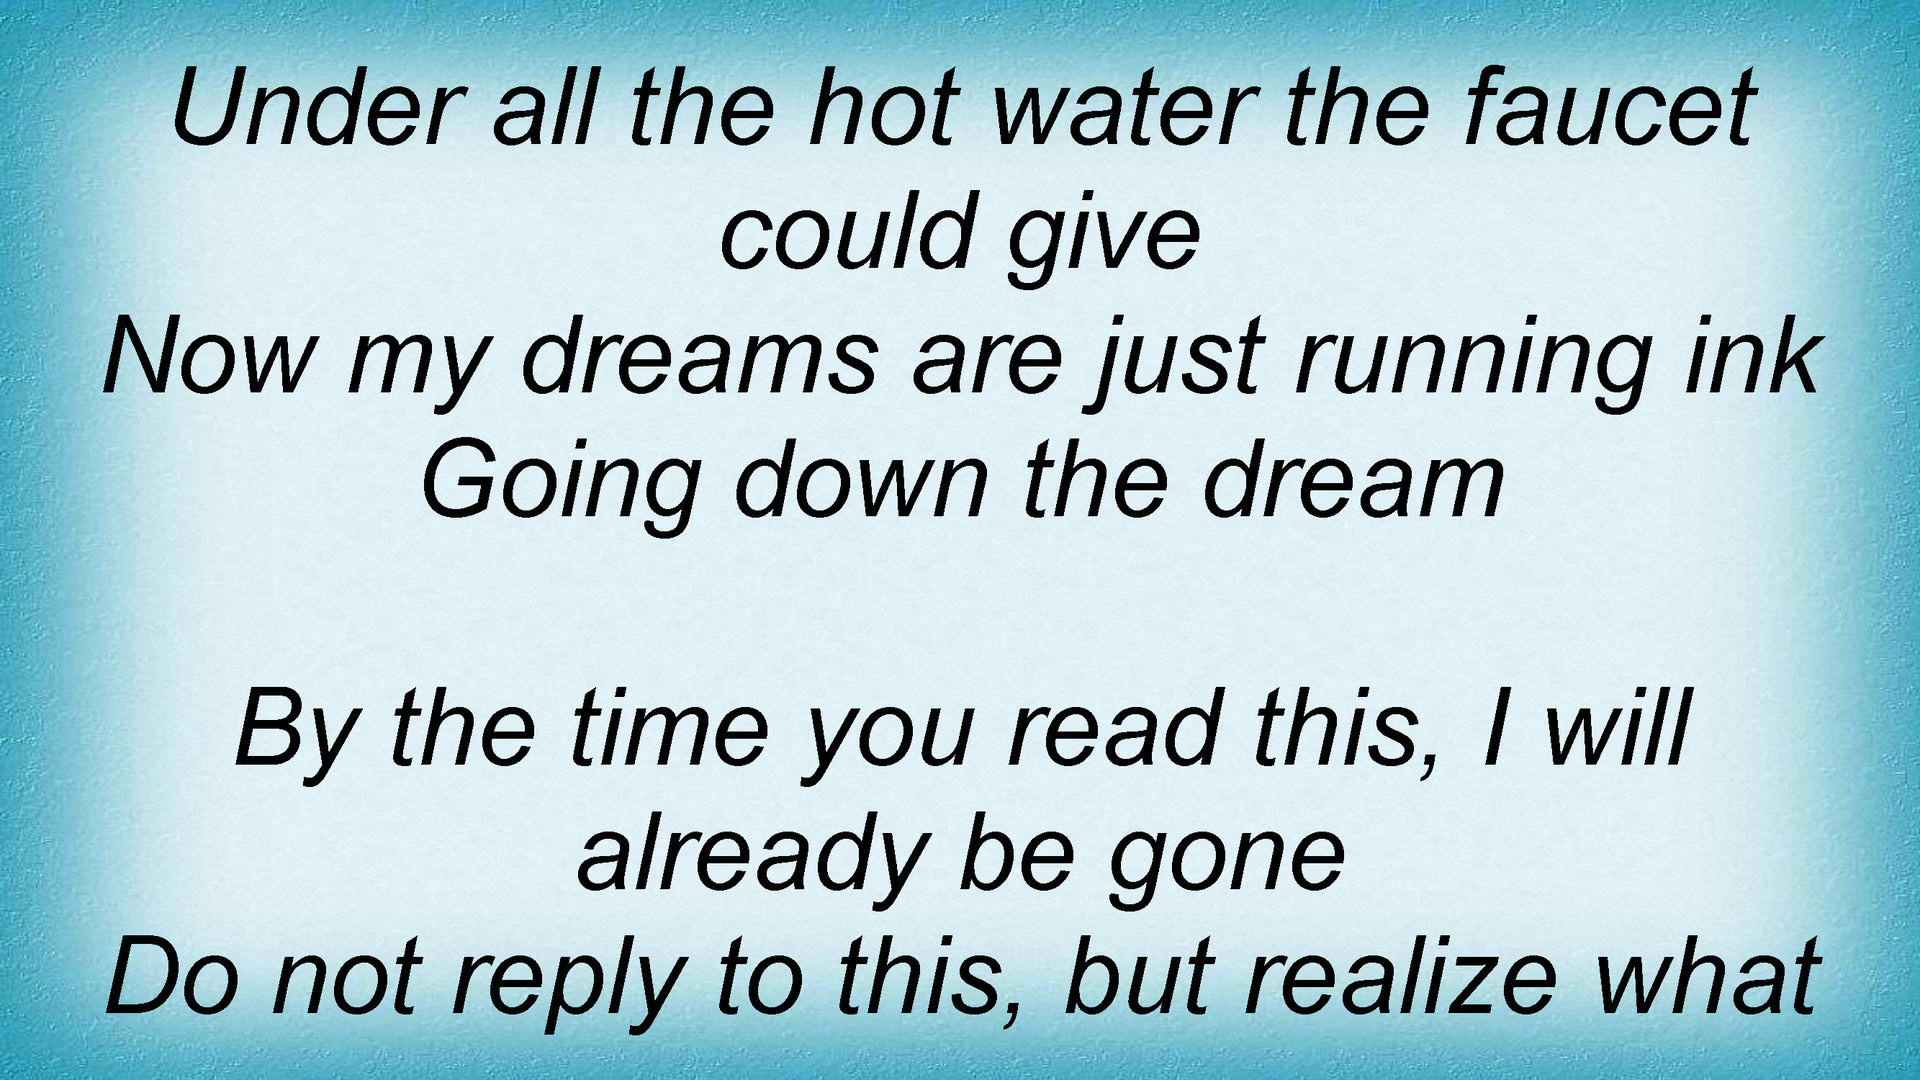 Under all the hot water the faucet
could give
Now my dreams are just running ink
Going down the dream
By the time you read this, I will
already be gone
Do not reply to this, but realize what